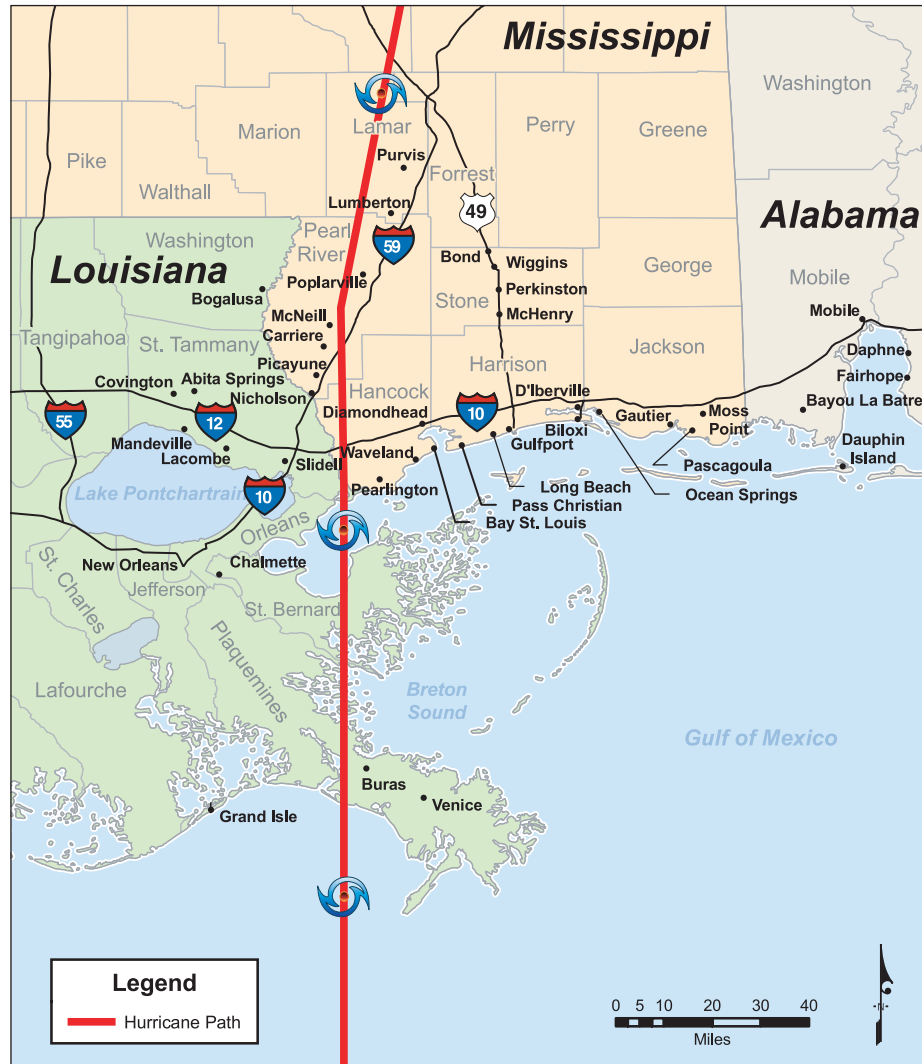 Mississippi
Washington
Marion
Lamar
Perry
Greene
Pike
Purvis
Walthall
Forrest
Lumberton
49
Alabama
Washington
Pearl
River
59
Louisiana
Bond
Wiggins
George
Mobile
Poplarville
Bogalusa
Perkinston
Stone
McNeill
McHenry
Mobile
Tangipahoa
St. Tammany
Carriere
Jackson
Daphne
Picayune
Harrison
Covington
Abita Springs
Nicholson
Hancock
D'Iberville
Fairhope
Diamondhead
10
Gautier
Moss
Point
Bayou La Batre
55
12
Mandeville
Biloxi
Gulfport
Lacombe
Waveland
Dauphin
Island
Slidell
Pascagoula
Lake Pontchartrain
10
Pearlington
Long Beach
Ocean Springs
Pass Christian
Bay St. Louis
Orleans
New Orleans
Chalmette
Jefferson
St. Charles
St. Bernard
Plaquemines
Lafourche
Breton
Sound
Gulf of Mexico
Buras
Venice
Grand Isle
Legend
Hurricane Path
-N-
0 5 10 20 30 40
Miles